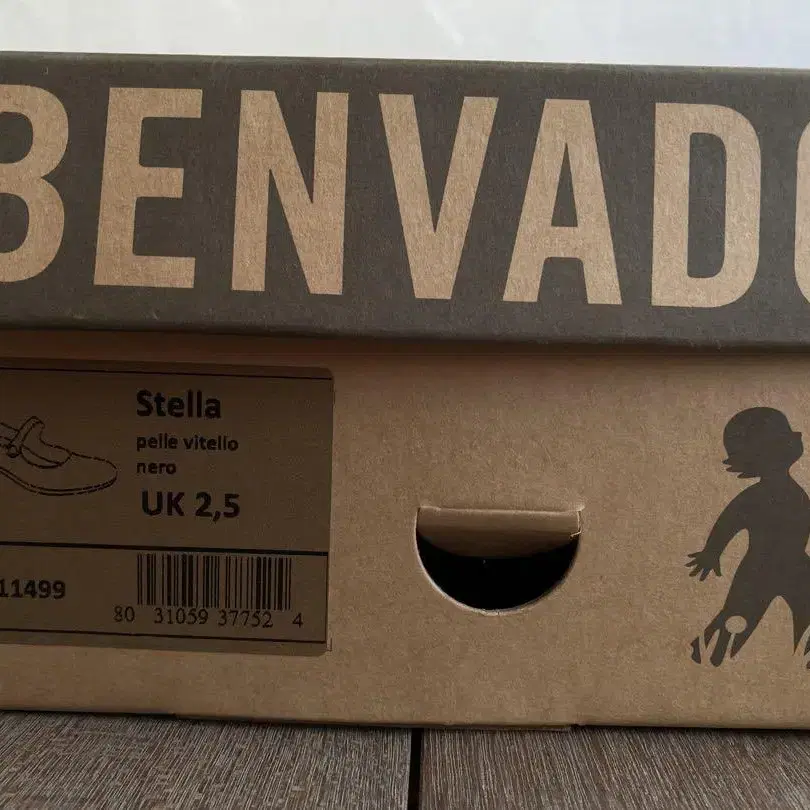 BENVADO
Stella
pelle vitello
nero
UK 2,5
11499
80 31059 37752 4